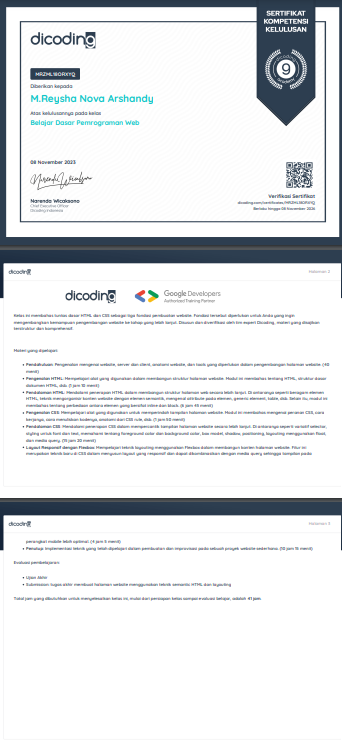 SERTIFIKAT
KOMPETENSI
KELULUSAN
dicoding
9
MRZML18ORXYQ
Diberikan kepada
M.Reysha Nova Arshandy
Atas kelulusannya pada kelas
Belajar Dasar Pemrograman Web
08 November 2023
Narenda Wicaksono
Chief Executive Officer
Dicoding Indonesia
Verifikasi Sertifikat
dicoding.com/certificates/MRZML18ORXYQ
Berlaku hingga 08 November 2026
dicoding
Halaman 2
dicoding
Google Developers
Authorized Training Partner
Kelas ini membahas tuntas dasar HTML dan CSS sebagai tiga fondasi pembuatan website. Fondasi tersebut diperlukan untuk Anda yang ingin
mengembangkan kemampuan pengembangan website ke tahap yang lebih lanjut. Disusun dan diverifikasi oleh tim expert Dicoding, materi yang disajikan
terstruktur dan komprehensif.
Materi yang dipelajari:
• Pendahuluan: Pengenalan mengenai website, server dan client, anatomi website, dan tools yang diperlukan dalam pengembangan halaman website. (40
menit)
• Pengenalan HTML: Mempelajari alat yang digunakan dalam membangun struktur halaman website. Modul ini membahas tentang HTML, struktur dasar
dokumen HTML, dsb. (1 jam 15 menit)
• Pendalaman HTML: Mendalami penerapan HTML dalam membangun struktur halaman web secara lebih lanjut. Di antaranya seperti beragam elemen
HTML, teknik mengorganisir konten website dengan elemen semantik, mengenal attribute pada elemen, generic element, table, dsb. Selain itu, modul ini
membahas tentang perbedaan antara elemen yang bersifat inline dan block. (6 jam 45 menit)
• Pengenalan CSS: Mempelajari alat yang digunakan untuk memperindah tampilan halaman website. Modul ini membahas mengenai peranan CSS, cara
kerjanya, cara menuliskan kodenya, anatomi dari CSS rule, dsb. (1 jam 50 menit)
• Pendalaman CSS: Mendalami penerapan CSS dalam mempercantik tampilan halaman website secara lebih lanjut. Di antaranya seperti variatif selector,
styling untuk font dan text, memahami tentang foreground color dan background color, box model, shadow, positioning, layouting menggunakan float,
dan media query. (15 jam 20 menit)
• Layout Responsif dengan Flexbox: Mempelajari teknik layouting menggunakan Flexbox dalam membangun konten halaman website. Fitur ini
merupakan teknik baru di CSS dalam menyusun layout yang responsif dan dapat dikombinasikan dengan media query sehingga tampilan pada
dicoding
Halaman 3
perangkat mobile lebih optimal. (4 jam 5 menit)
• Penutup: Implementasi teknik yang telah dipelajari dalam pembuatan dan improvisasi pada sebuah proyek website sederhana. (10 jam 15 menit)
Evaluasi pembelajaran:
• Ujian Akhir
• Submission: tugas akhir membuat halaman website menggunakan teknik semantic HTML dan layouting
Total jam yang dibutuhkan untuk menyelesaikan kelas ini, mulai dari persiapan kelas sampai evaluasi belajar, adalah 41 jam.